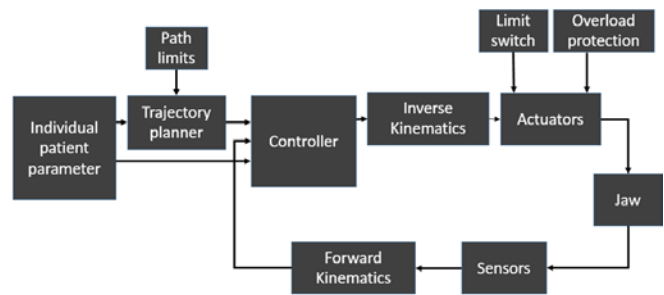 Path
limits
Limit
switch
Overload
protection
Individual
patient
parameter
Trajectory
planner
Controller
Inverse
Kinematics
Actuators
Jaw
Forward
Kinematics
Sensors